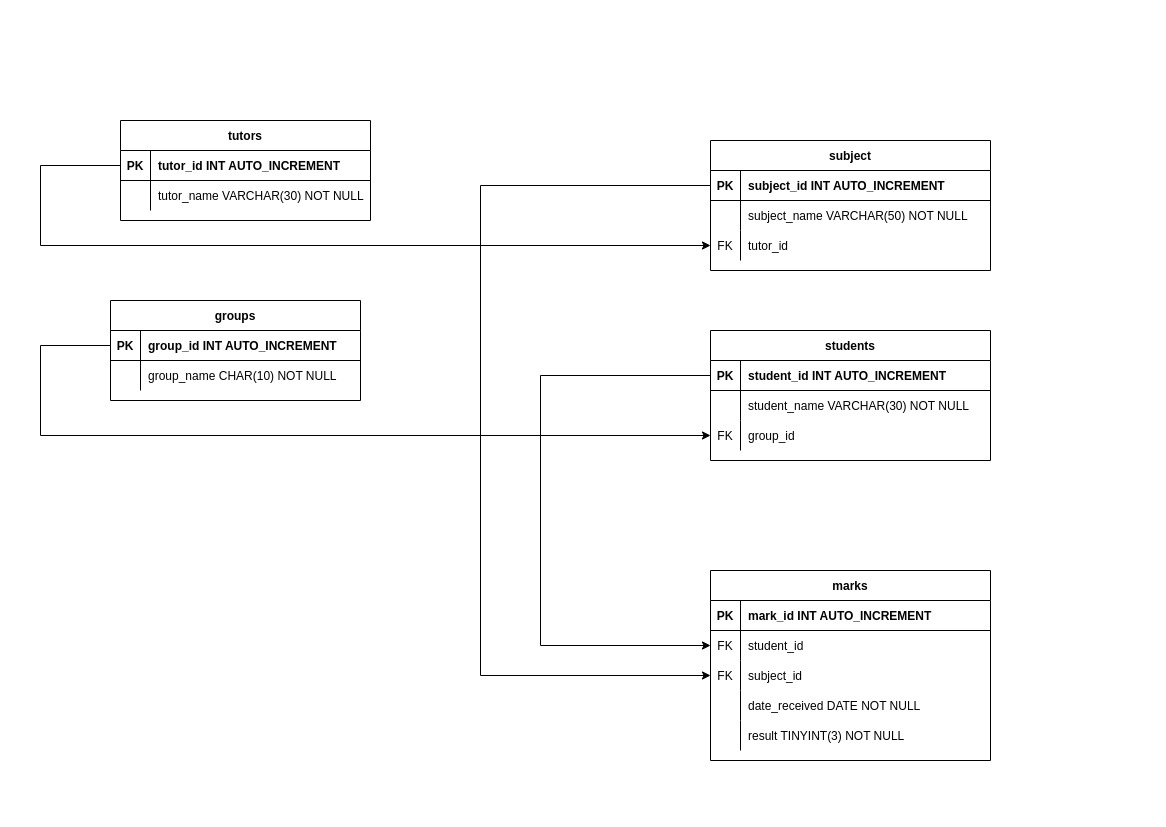 tutors
PK tutor_id INT AUTO_INCREMENT
tutor_name VARCHAR(30) NOT NULL
groups
PK group_id INT AUTO_INCREMENT
group_name CHAR(10) NOT NULL
subject
PK subject_id INT AUTO_INCREMENT
subject_name VARCHAR(50) NOT NULL
FK tutor_id
students
PK student_id INT AUTO_INCREMENT
student_name VARCHAR(30) NOT NULL
FK group_id
marks
PK mark_id INT AUTO_INCREMENT
FK student_id
FK subject_id
date_received DATE NOT NULL
result TINYINT(3) NOT NULL